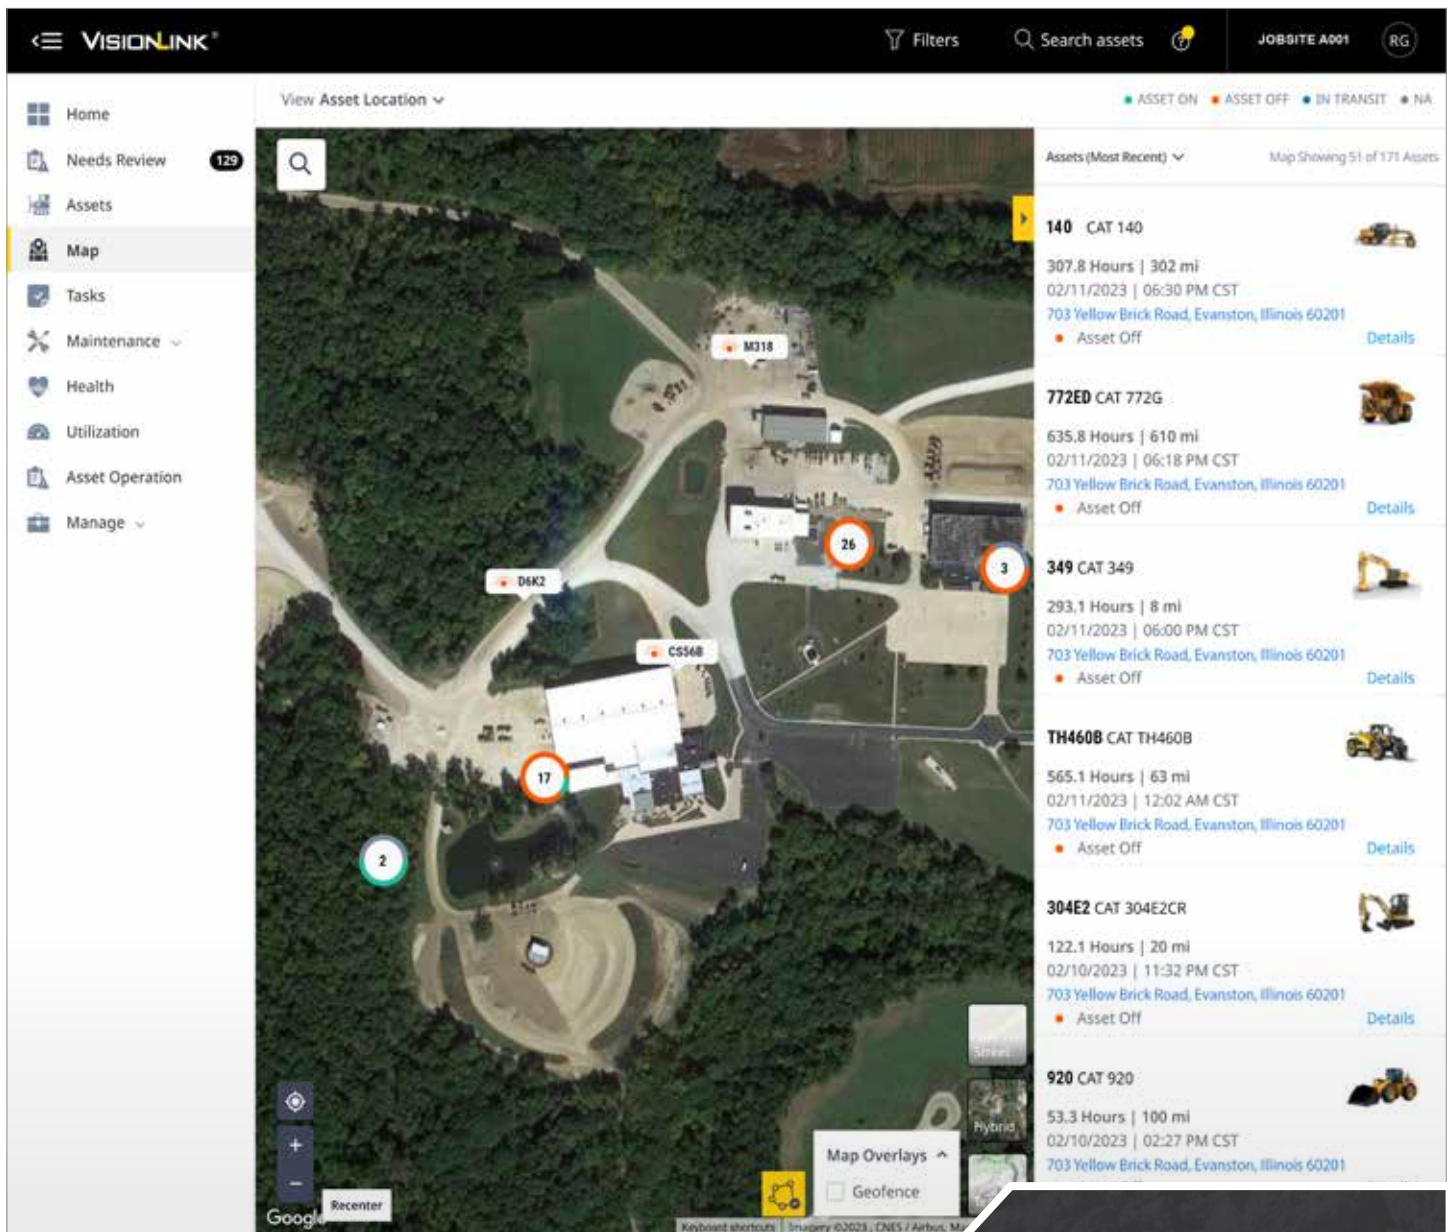 VISIONLINK®
Filters
Search assets
?
JOBSITE A001
RG
Home
Needs Review 129
Assets
Map
Tasks
Maintenance
Health
Utilization
Asset Operation
Manage
View Asset Location
ASSET ON ASSET OFF IN TRANSIT NA
M318
26
3
D6K2
CS56B
17
2
Street
Hybrid
Map Overlays
Geofence
Recenter
Google
Keyboard shortcuts Imagery ©2023 , CNES / Airbus,
Assets (Most Recent) Map Showing 51 of 171 Assets
140 CAT 140
307.8 Hours | 302 mi
02/11/2023 | 06:30 PM CST
703 Yellow Brick Road, Evanston, Illinois 60201
Asset Off Details
772ED CAT 772G
635.8 Hours | 610 mi
02/11/2023 | 06:18 PM CST
703 Yellow Brick Road, Evanston, Illinois 60201
Asset Off Details
349 CAT 349
293.1 Hours | 8 mi
02/11/2023 | 06:00 PM CST
703 Yellow Brick Road, Evanston, Illinois 60201
Asset Off Details
TH460B CAT TH460B
565.1 Hours | 63 mi
02/11/2023 | 12:02 AM CST
703 Yellow Brick Road, Evanston, Illinois 60201
Asset Off Details
304E2 CAT 304E2CR
122.1 Hours | 20 mi
02/10/2023 | 11:32 PM CST
703 Yellow Brick Road, Evanston, Illinois 60201
Asset Off Details
920 CAT 920
53.3 Hours | 100 mi
02/10/2023 | 02:27 PM CST
703 Yellow Brick Road, Evanston, Illinois 60201